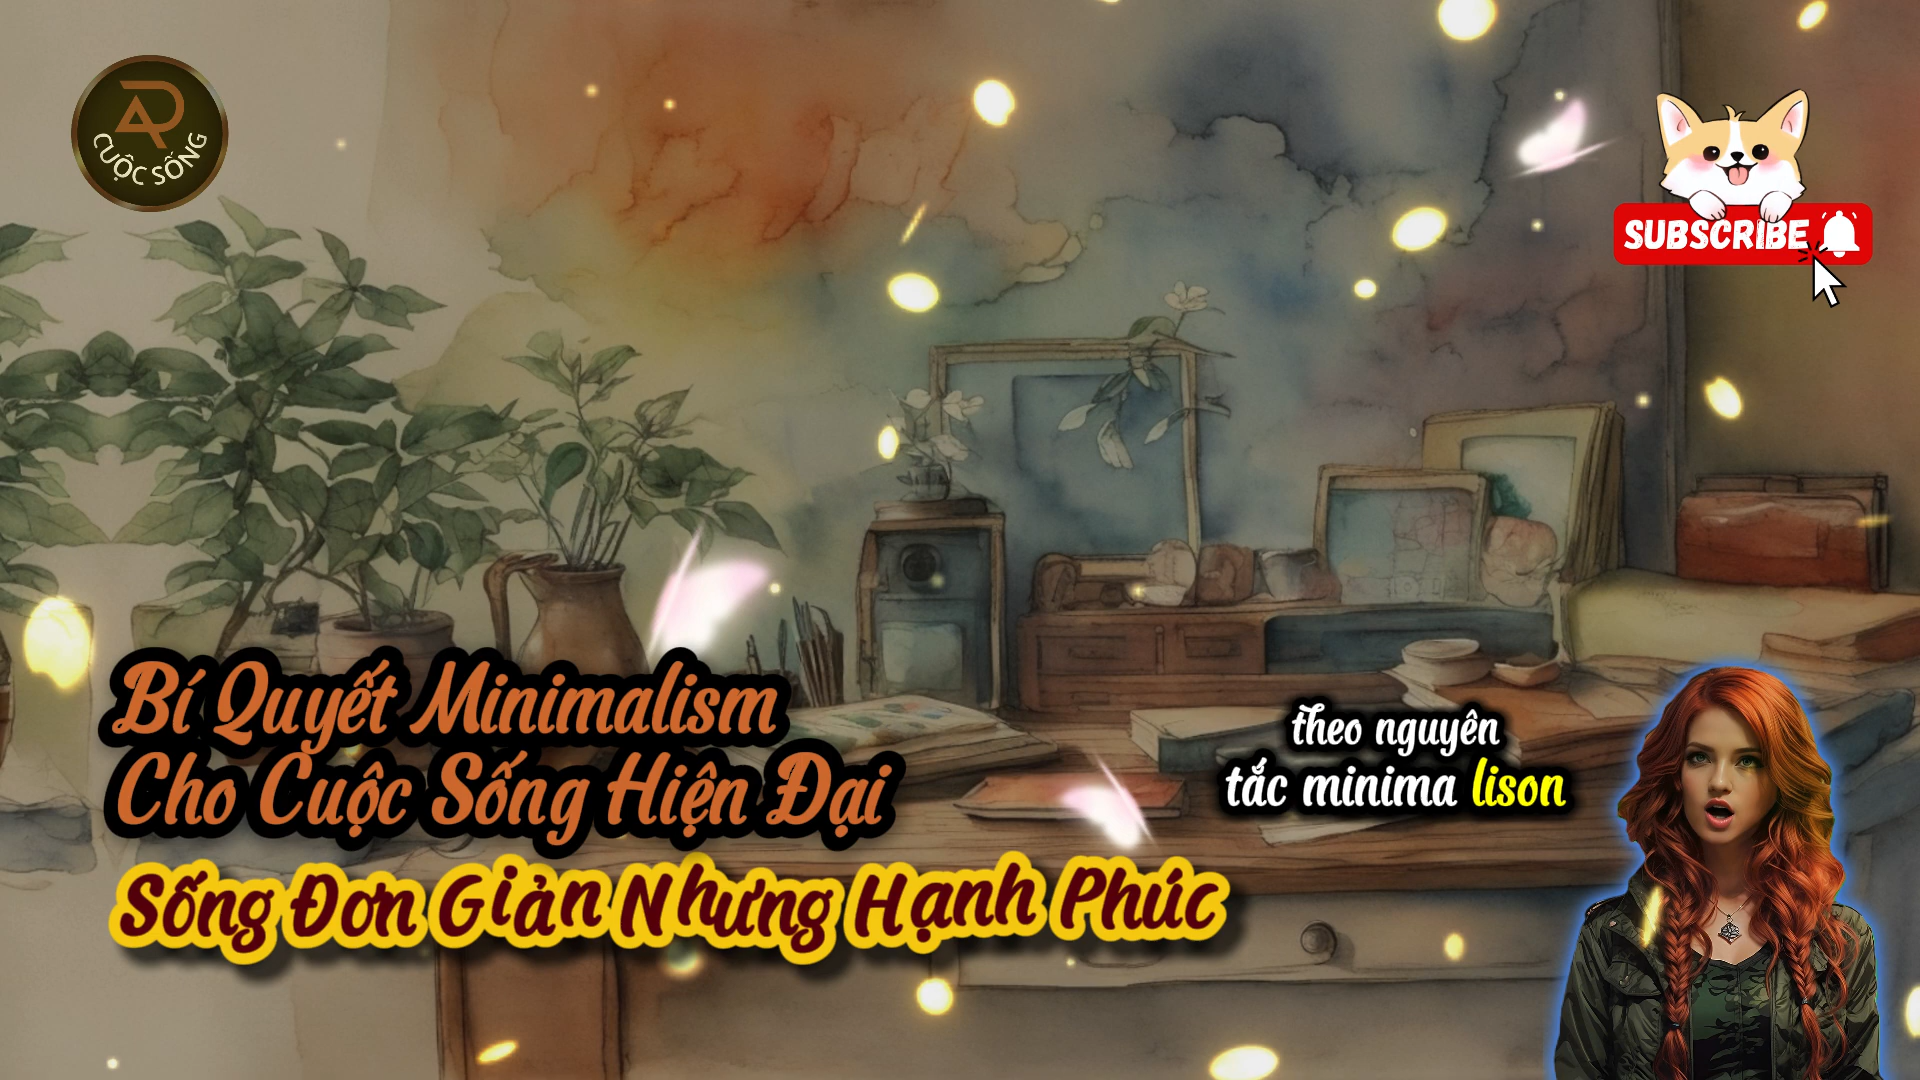 CUỘC SỐNG
SUBSCRIBE
Bí Quyết Minimalism
Cho Cuộc Sống Hiện Đại
Sống Đơn Giản Nhưng Hạnh Phúc
theo nguyên
tắc minima lison